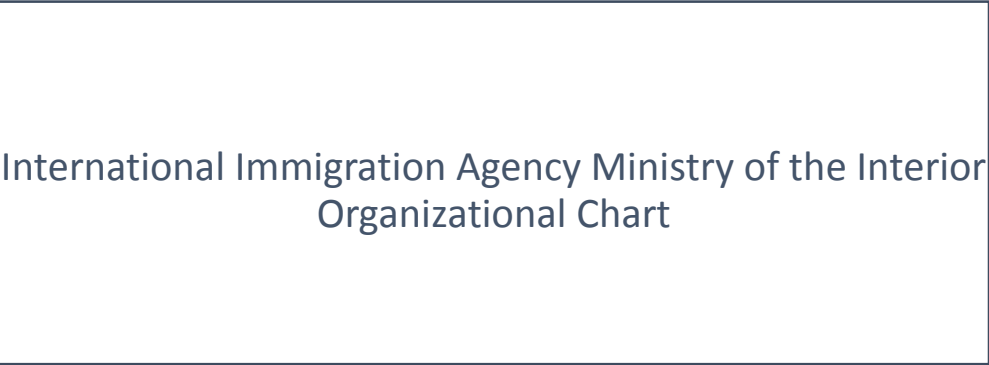 International Immigration Agency Ministry of the Interior
Organizational Chart